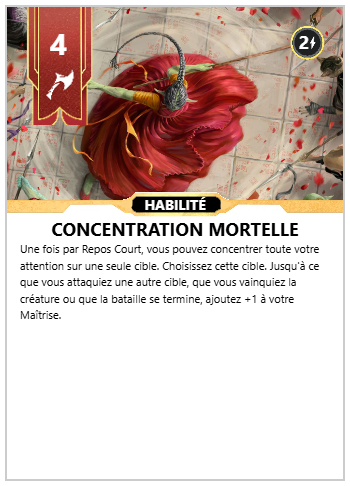 4
2
HABILITÉ
CONCENTRATION MORTELLE
Une fois par Repos Court, vous pouvez concentrer toute votre
attention sur une seule cible. Choisissez cette cible. Jusqu'à ce
que vous attaquiez une autre cible, que vous vainquiez la
créature ou que la bataille se termine, ajoutez +1 à votre
Maîtrise.